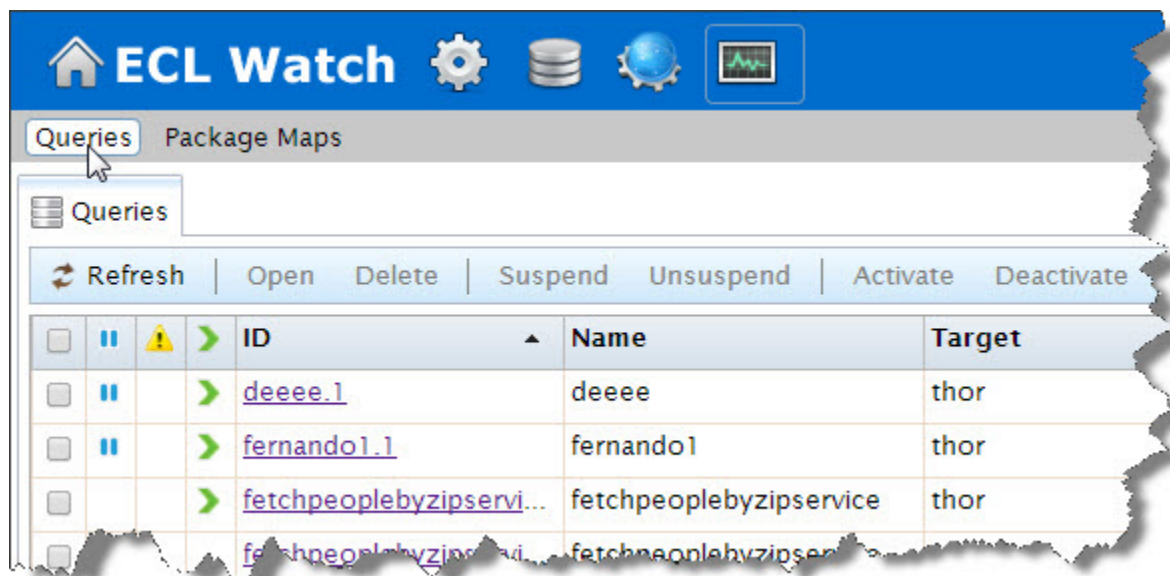 ECL Watch
Queries Package Maps
Queries
Refresh Open Delete Suspend Unsuspend Activate Deactivate
ID Name Target
deeee.1 deeee thor
fernando1.1 fernando1 thor
fetchpeoplebyzipservi... fetchpeoplebyzipservice thor